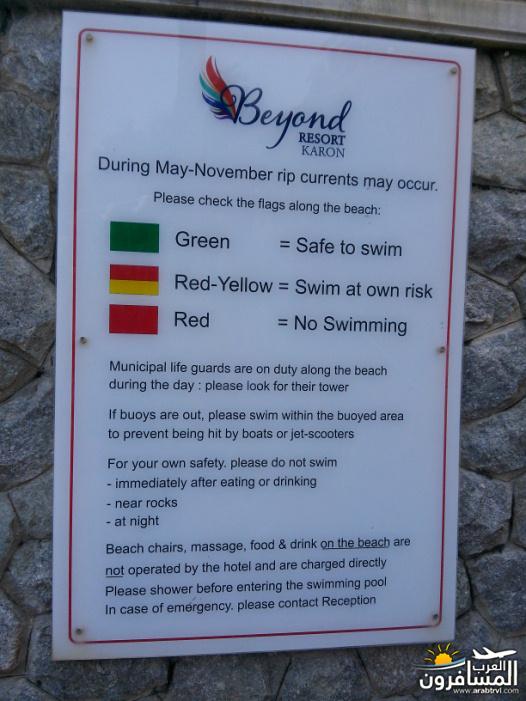 Beyond
RESORT
KARON
During May-November rip currents may occur.
Please check the flags along the beach:
Green = Safe to swim
Red-Yellow = Swim at own risk
Red = No Swimming
Municipal life guards are on duty along the beach
during the day : please look for their tower
If buoys are out, please swim within the buoyed area
to prevent being hit by boats or jet-scooters
For your own safety. please do not swim
- immediately after eating or drinking
- near rocks
- at night
Beach chairs, massage, food & drink on the beach are
not operated by the hotel and are charged directly
Please shower before entering the swimming pool
In case of emergency. please contact Reception
العرب
المسافرون
www.arabtrvl.com